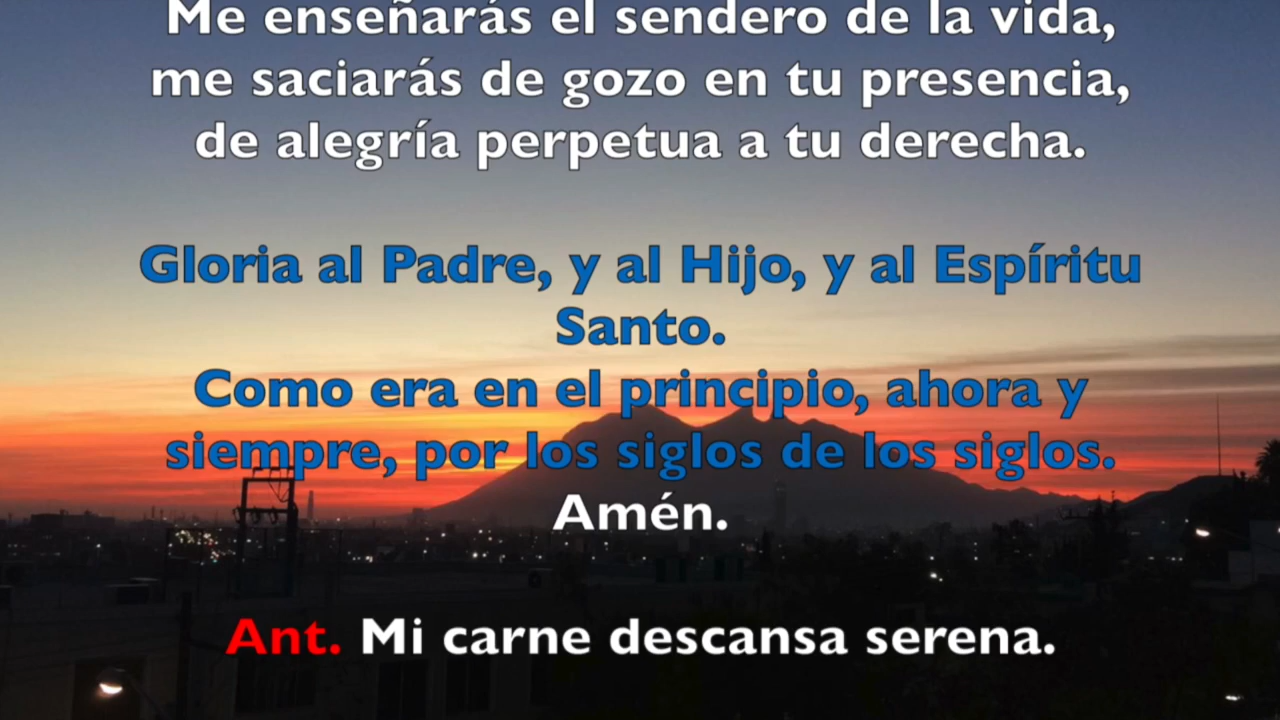 Me enseñarás el sendero de la vida,
me saciarás de gozo en tu presencia,
de alegría perpetua a tu derecha.
Gloria al Padre, y al Hijo, y al Espíritu
Santo.
Como era en el principio, ahora y
siempre, por los siglos de los siglos.
Amén.
Ant. Mi carne descansa serena.